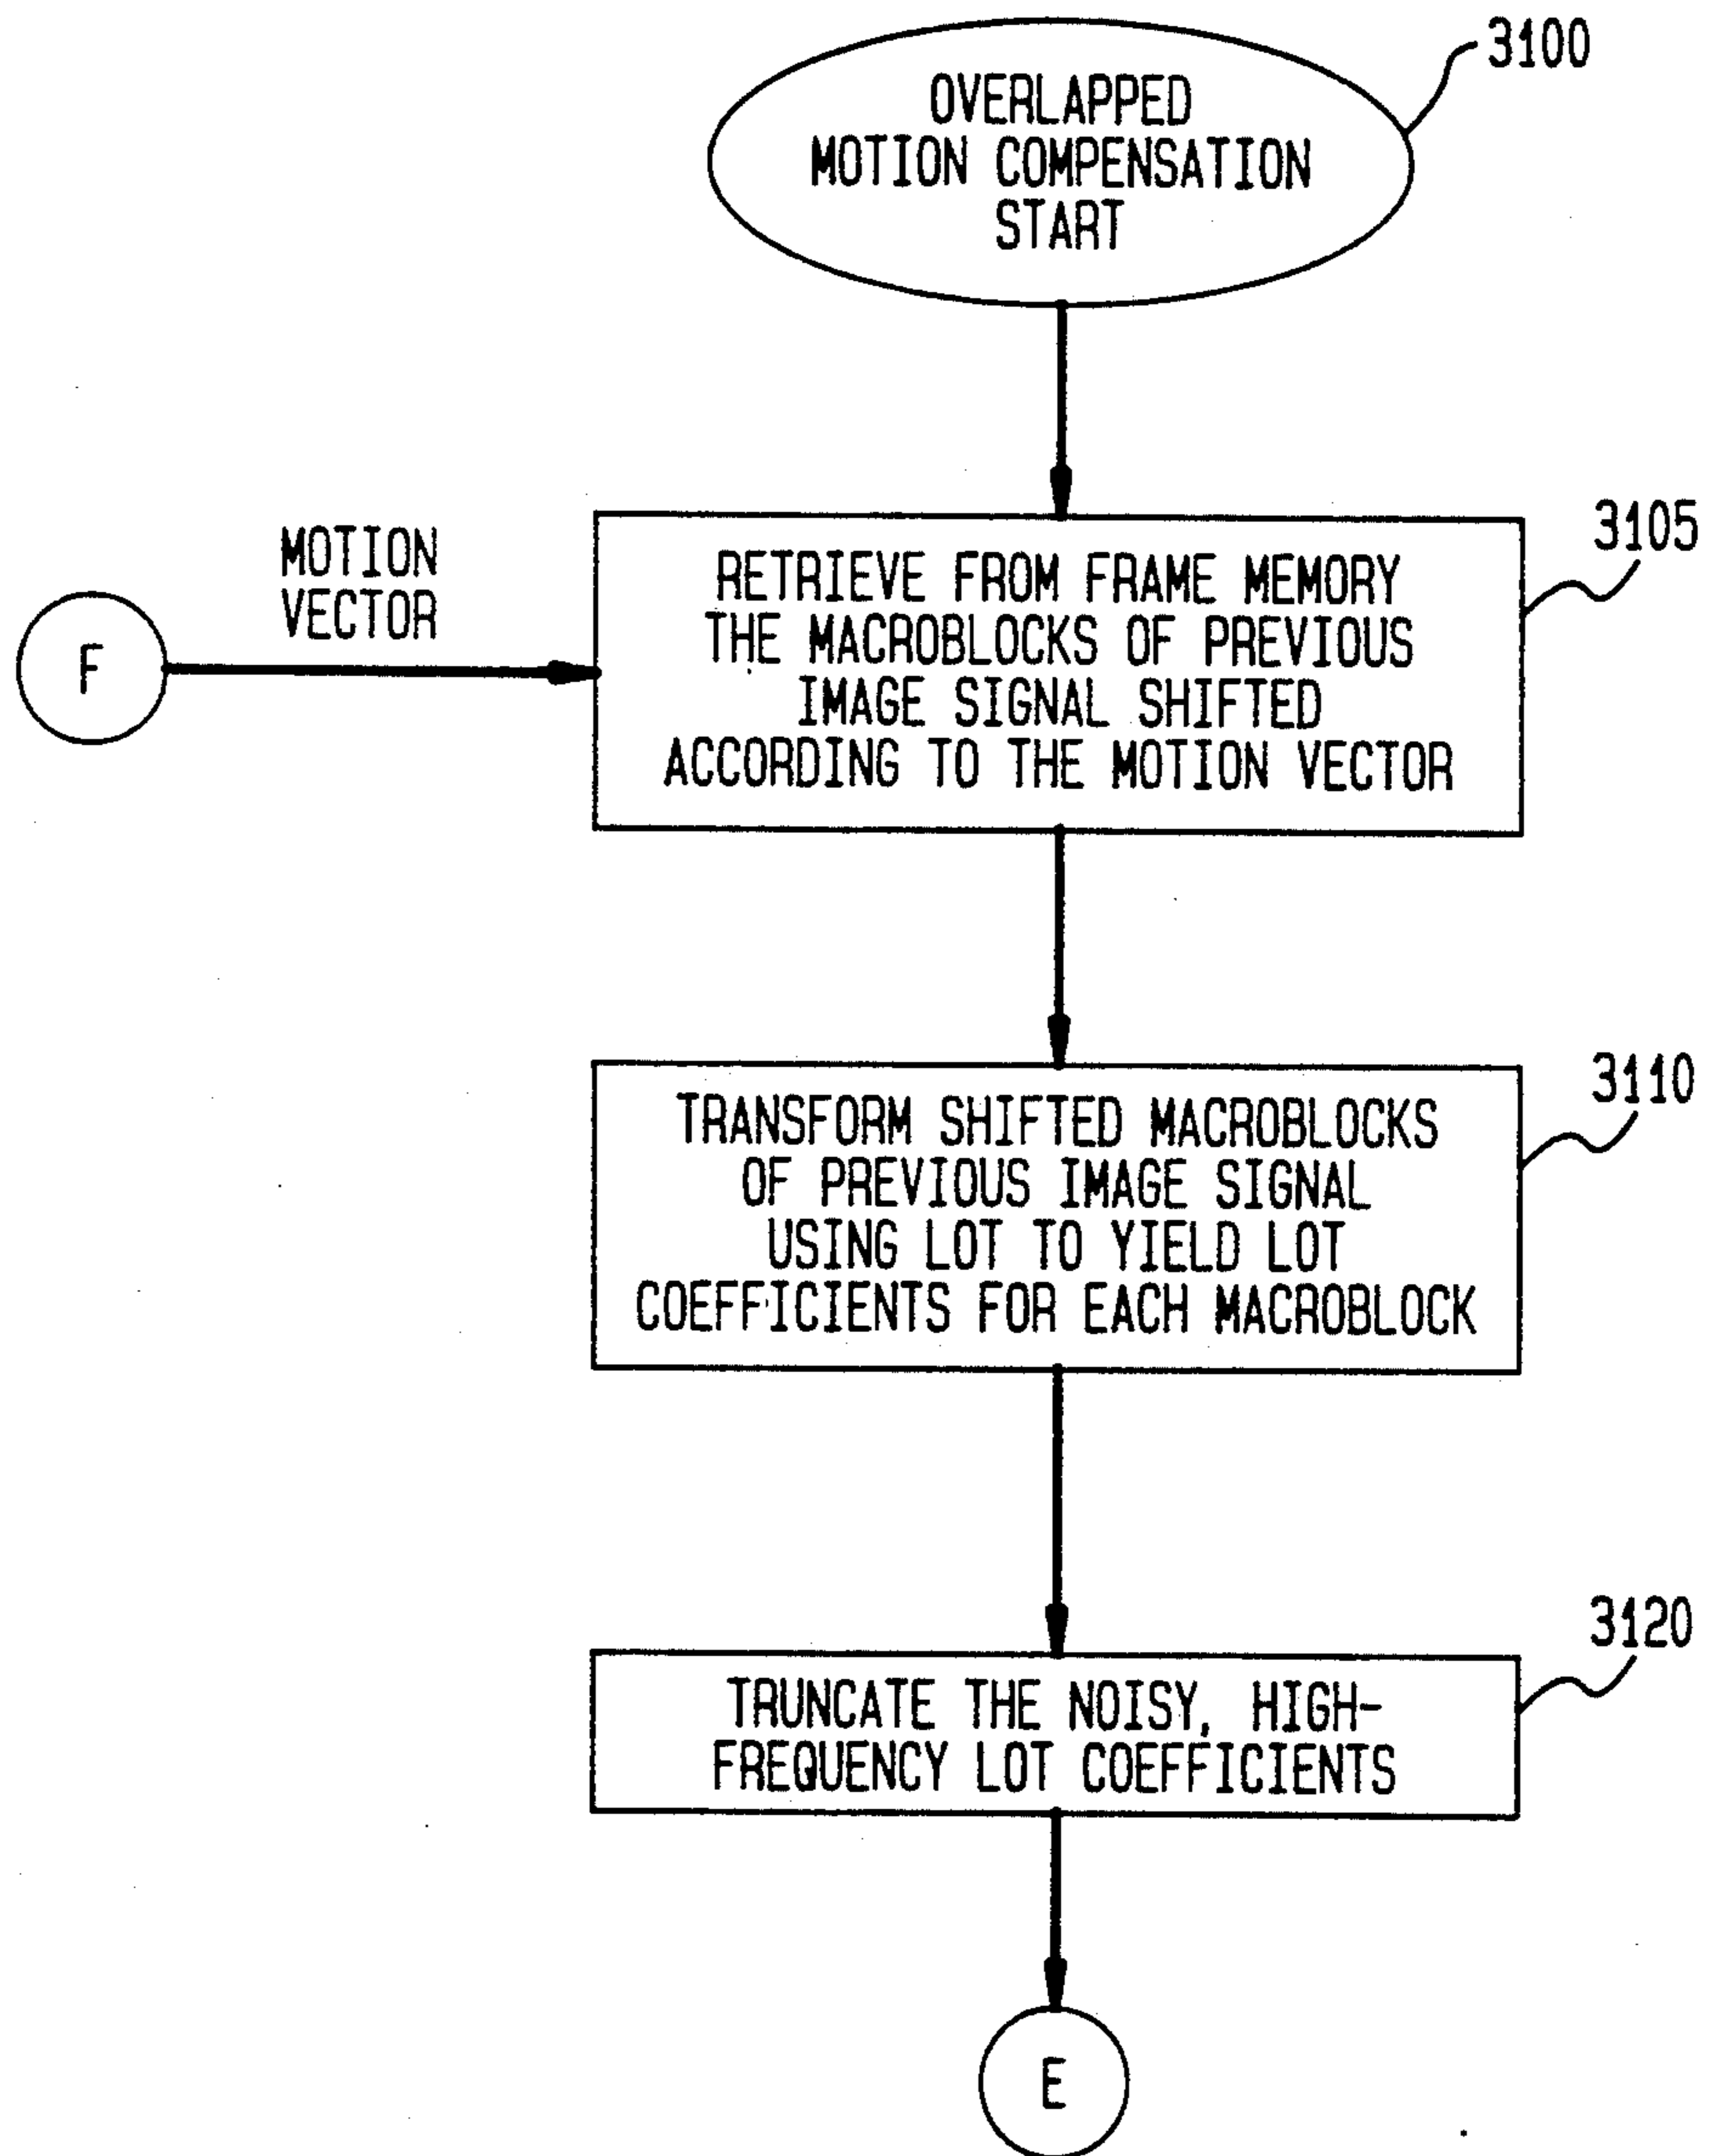 3100
OVERLAPPED
MOTION COMPENSATION
START
3105
MOTION
VECTOR
F
RETRIEVE FROM FRAME MEMORY
THE MACROBLOCKS OF PREVIOUS
IMAGE SIGNAL SHIFTED
ACCORDING TO THE MOTION VECTOR
3110
TRANSFORM SHIFTED MACROBLOCKS
OF PREVIOUS IMAGE SIGNAL
USING LOT TO YIELD LOT
COEFFICIENTS FOR EACH MACROBLOCK
3120
TRUNCATE THE NOISY, HIGH-
FREQUENCY LOT COEFFICIENTS
E